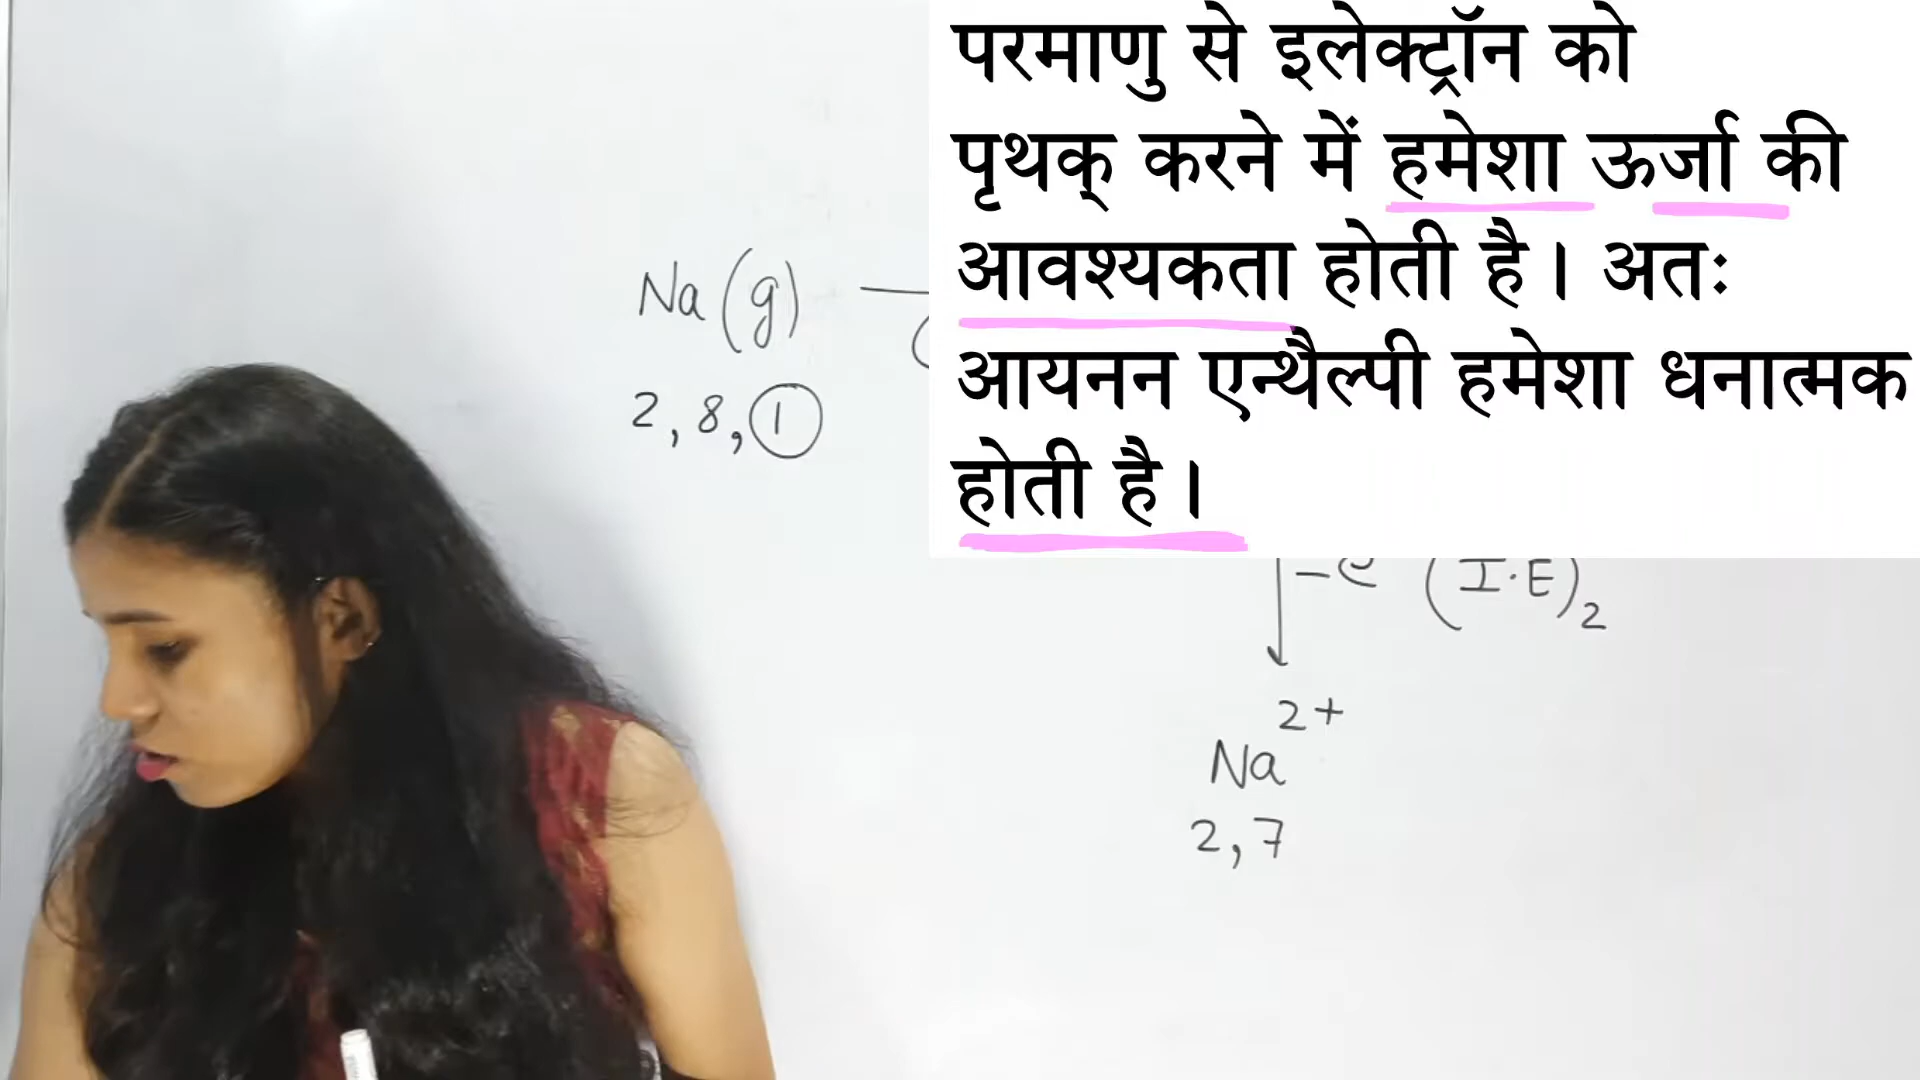 परमाणु से इलेक्ट्रॉन को
पृथक् करने में हमेशा ऊर्जा की
आवश्यकता होती है। अतः
आयनन एन्थैल्पी हमेशा धनात्मक
होती है।
Na (g) —
2, 8, 1
-e (I.E)₂
Na²⁺
2, 7